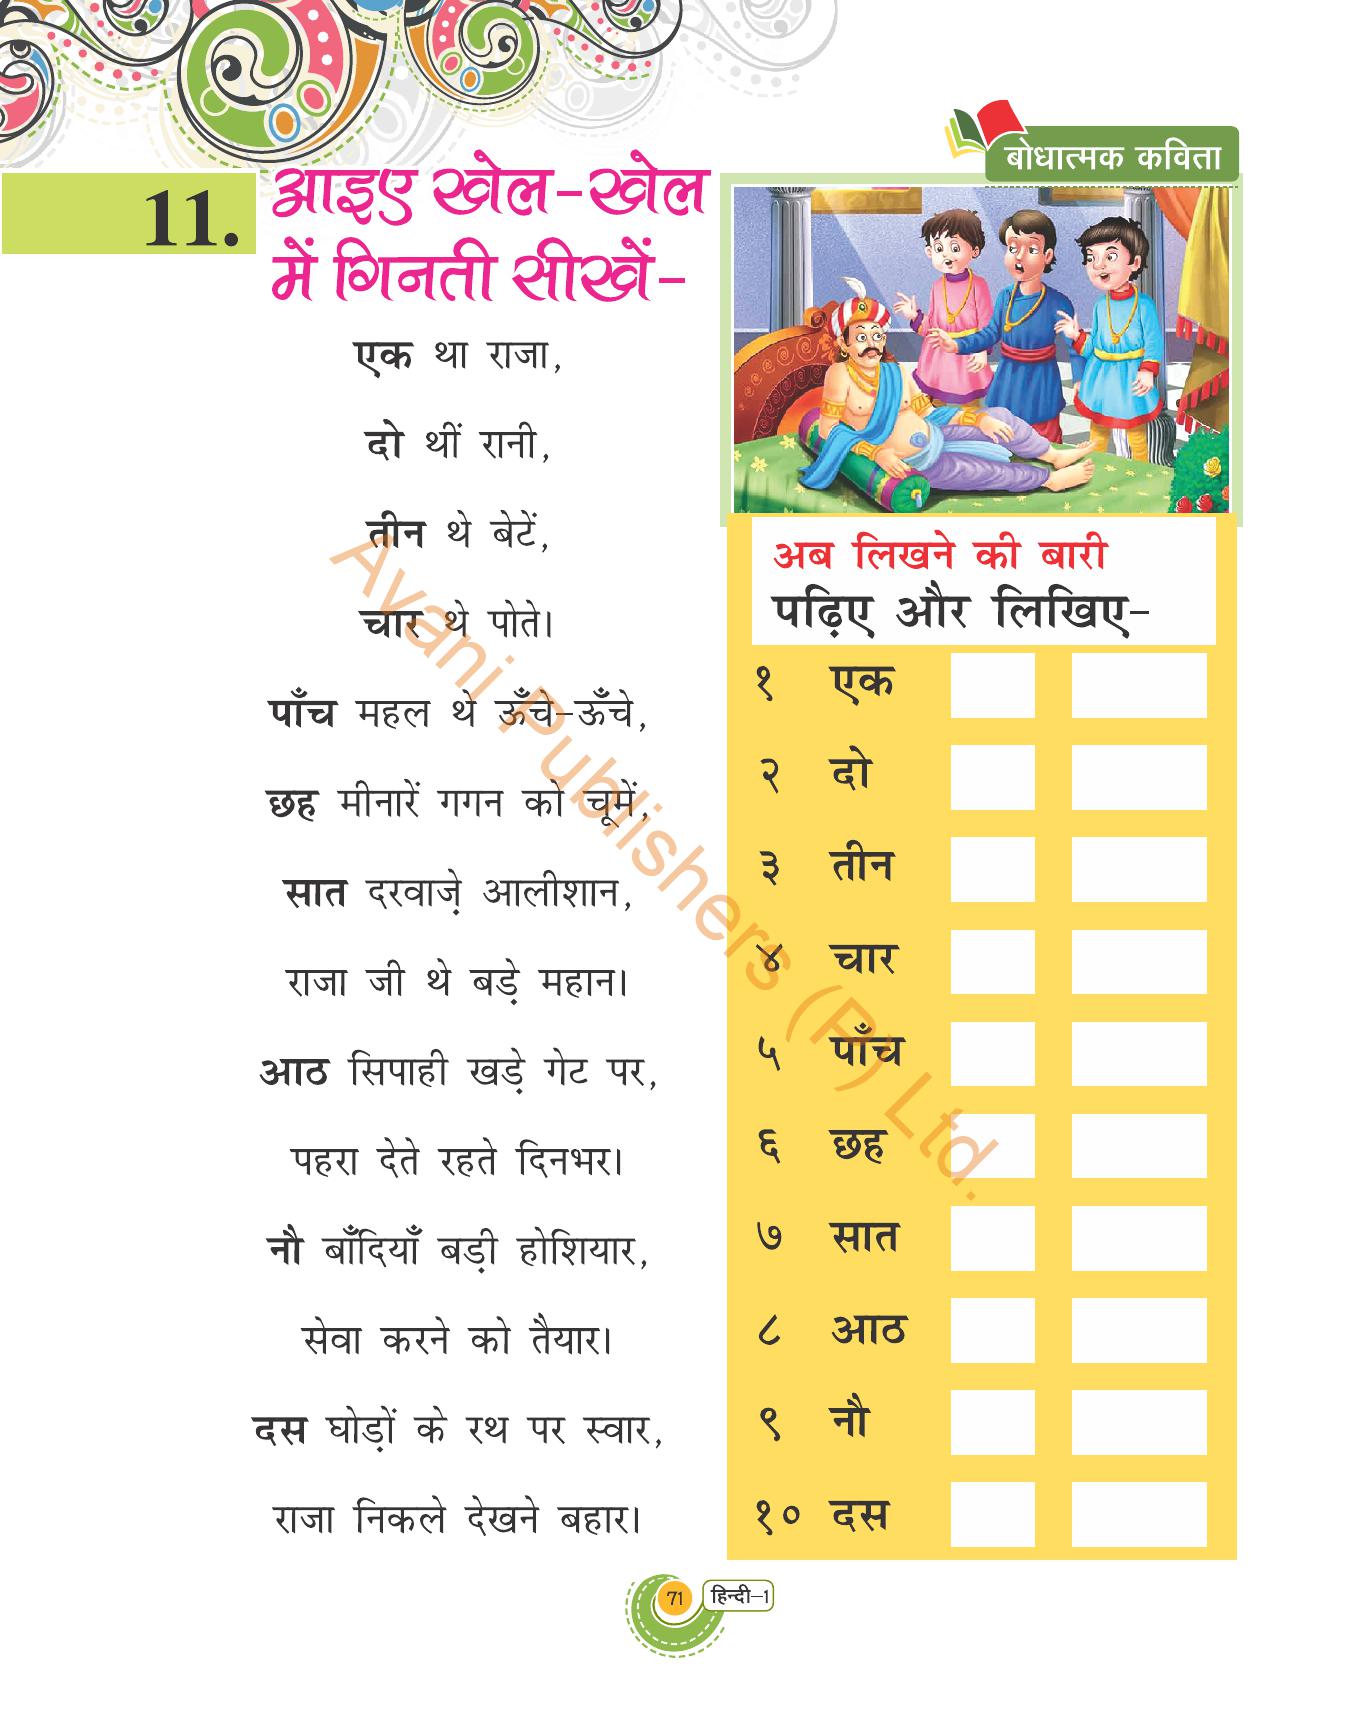 बोधात्मक कविता
11.
आइए खेल-खेल
में गिनती सीखें-
एक था राजा,
दो थीं रानी,
तीन थे बेटें,
चार थे पोते।
पाँच महल थे ऊँचे-ऊँचे,
छह मीनारें गगन को चूमें,
सात दरवाज़े आलीशान,
राजा जी थे बड़े महान।
आठ सिपाही खड़े गेट पर,
पहरा देते रहते दिनभर।
नौ बाँदियाँ बड़ी होशियार,
सेवा करने को तैयार।
दस घोड़ों के रथ पर स्वार,
राजा निकले देखने बहार।
अब लिखने की बारी
पढ़िए और लिखिए-
१ एक
२ दो
३ तीन
४ चार
५ पाँच
६ छह
७ सात
८ आठ
९ नौ
१० दस
Avani Publishers (P) Ltd.
71 हिन्दी-1